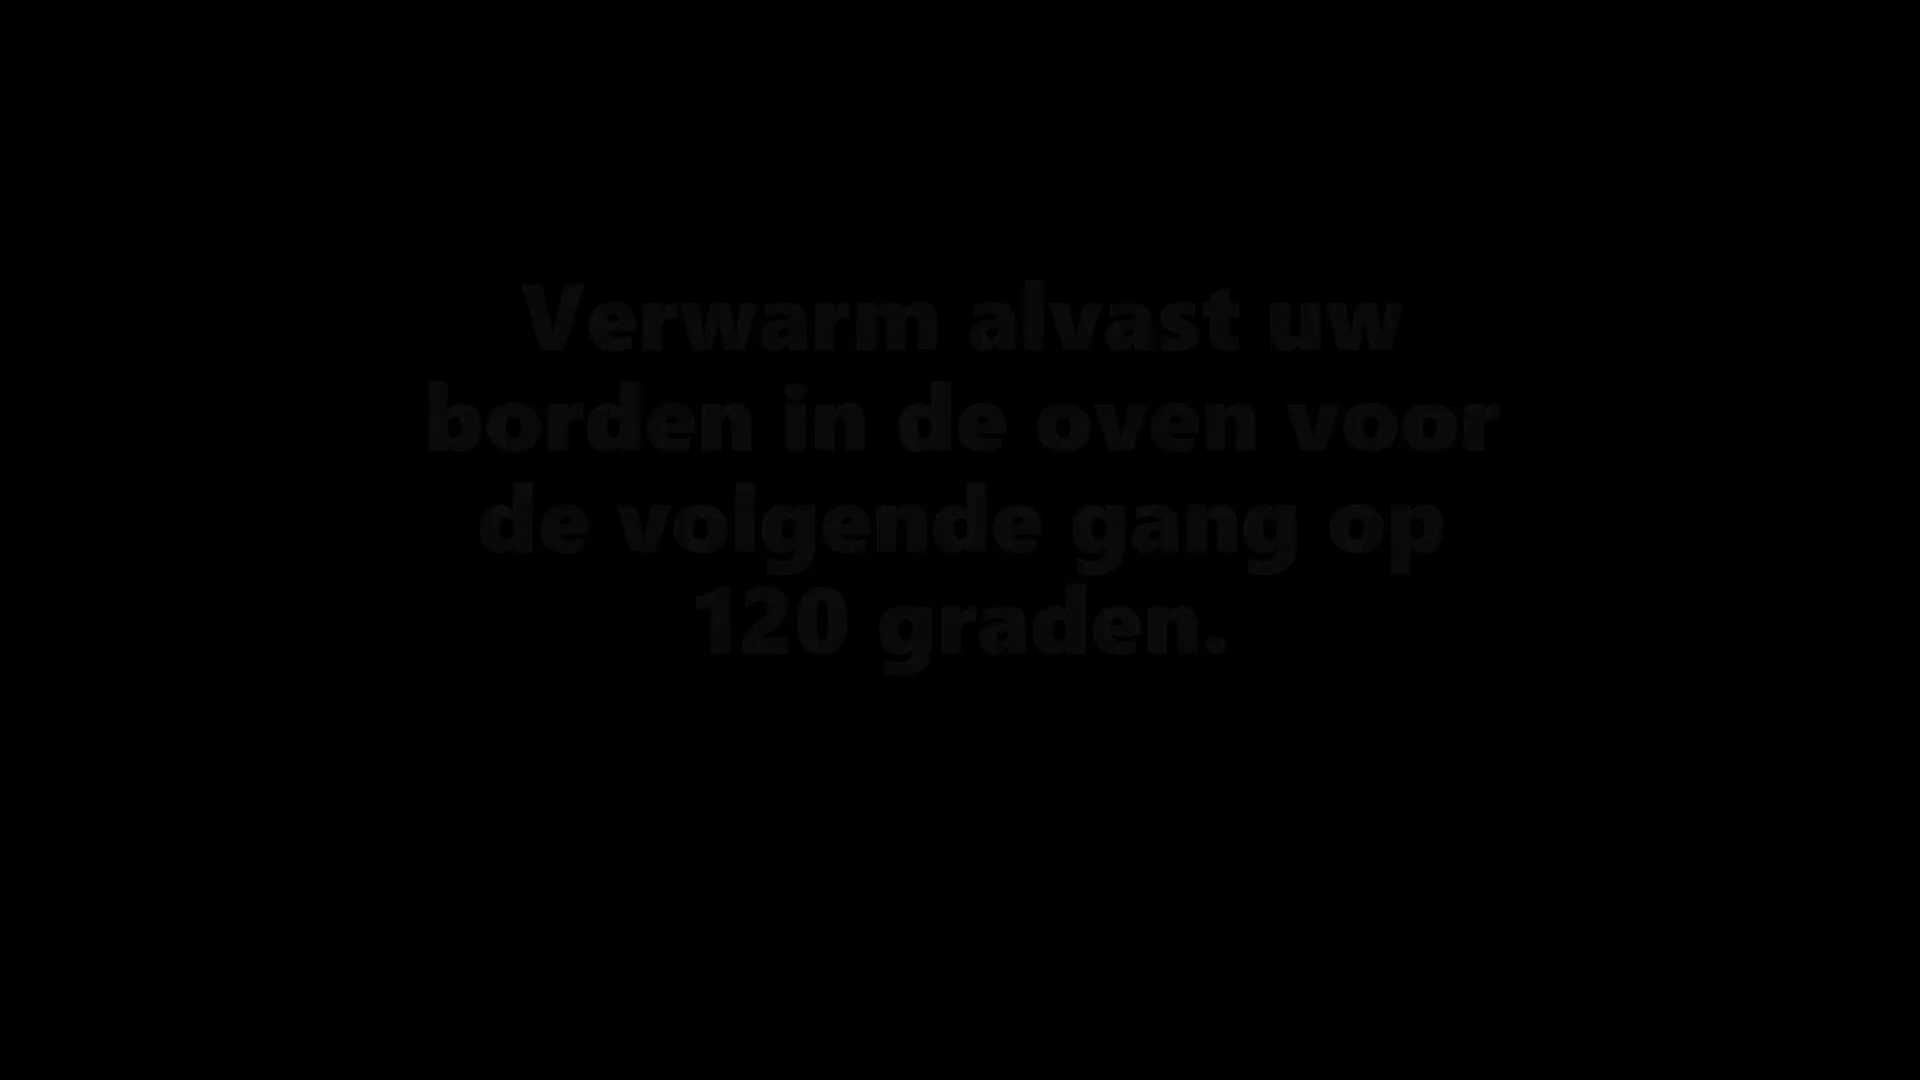 Verwarm alvast uw
borden in de oven voor
de volgende gang op
120 graden.